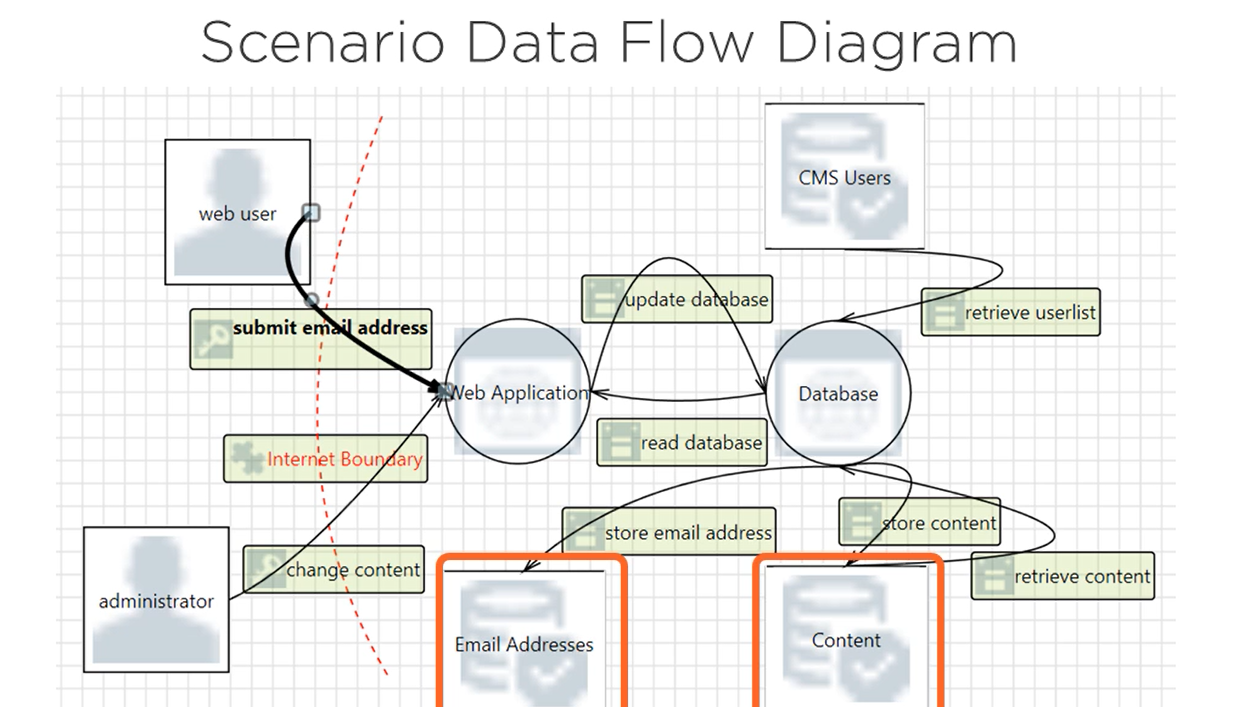 Scenario Data Flow Diagram
CMS Users
web user
update database
retrieve userlist
submit email address
Web Application
Database
read database
Internet Boundary
store content
store email address
change content
retrieve content
administrator
Email Addresses
Content